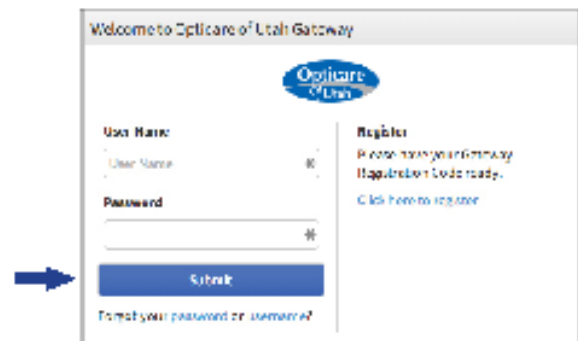 Welcome to Opticare of Utah Gateway
Opticare
of Utah
User Name
User Name *
Password
*
Submit
Forgot your password or username?
Register
Please have your Gateway
Registration Code ready.
Click here to register